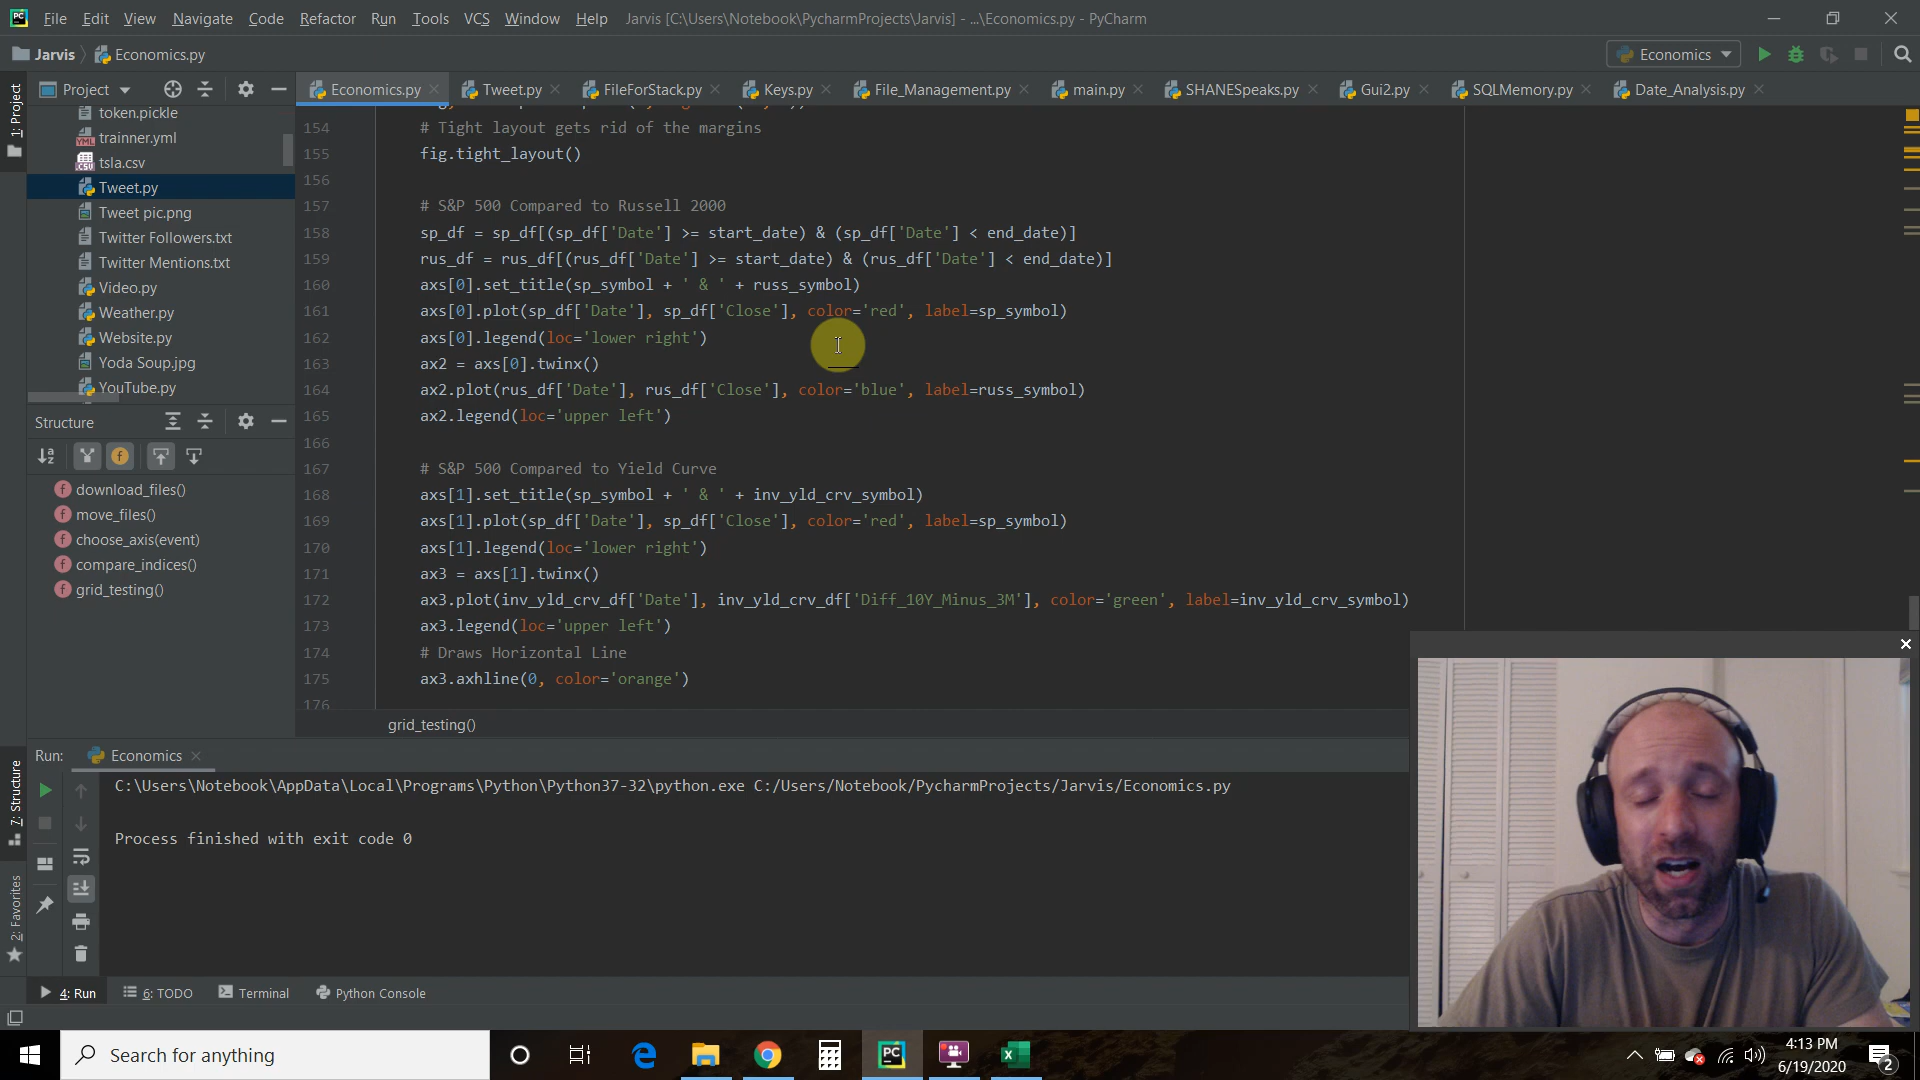 File Edit View Navigate Code Refactor Run Tools VCS Window Help Jarvis [C:\Users\Notebook\PycharmProjects\Jarvis] - ...\Economics.py - PyCharm
Jarvis Economics.py Economics
1: Project
Project
token.pickle
trainner.yml
tsla.csv
Tweet.py
Tweet pic.png
Twitter Followers.txt
Twitter Mentions.txt
Video.py
Weather.py
Website.py
Yoda Soup.jpg
YouTube.py
Structure
download_files()
move_files()
choose_axis(event)
compare_indices()
grid_testing()
Economics.py Tweet.py FileForStack.py Keys.py File_Management.py main.py SHANESpeaks.py Gui2.py SQLMemory.py Date_Analysis.py
154 # Tight layout gets rid of the margins
155 fig.tight_layout()
156
157 # S&P 500 Compared to Russell 2000
158 sp_df = sp_df[(sp_df['Date'] >= start_date) & (sp_df['Date'] < end_date)]
159 rus_df = rus_df[(rus_df['Date'] >= start_date) & (rus_df['Date'] < end_date)]
160 axs[0].set_title(sp_symbol + ' & ' + russ_symbol)
161 axs[0].plot(sp_df['Date'], sp_df['Close'], color='red', label=sp_symbol)
162 axs[0].legend(loc='lower right')
163 ax2 = axs[0].twinx()
164 ax2.plot(rus_df['Date'], rus_df['Close'], color='blue', label=russ_symbol)
165 ax2.legend(loc='upper left')
166
167 # S&P 500 Compared to Yield Curve
168 axs[1].set_title(sp_symbol + ' & ' + inv_yld_crv_symbol)
169 axs[1].plot(sp_df['Date'], sp_df['Close'], color='red', label=sp_symbol)
170 axs[1].legend(loc='lower right')
171 ax3 = axs[1].twinx()
172 ax3.plot(inv_yld_crv_df['Date'], inv_yld_crv_df['Diff_10Y_Minus_3M'], color='green', label=inv_yld_crv_symbol)
173 ax3.legend(loc='upper left')
174 # Draws Horizontal Line
175 ax3.axhline(0, color='orange')
176
grid_testing()
7: Structure
2: Favorites
Run: Economics
C:\Users\Notebook\AppData\Local\Programs\Python\Python37-32\python.exe C:/Users/Notebook/PycharmProjects/Jarvis/Economics.py
Process finished with exit code 0
4: Run 6: TODO Terminal Python Console
Search for anything
4:13 PM
6/19/2020
2